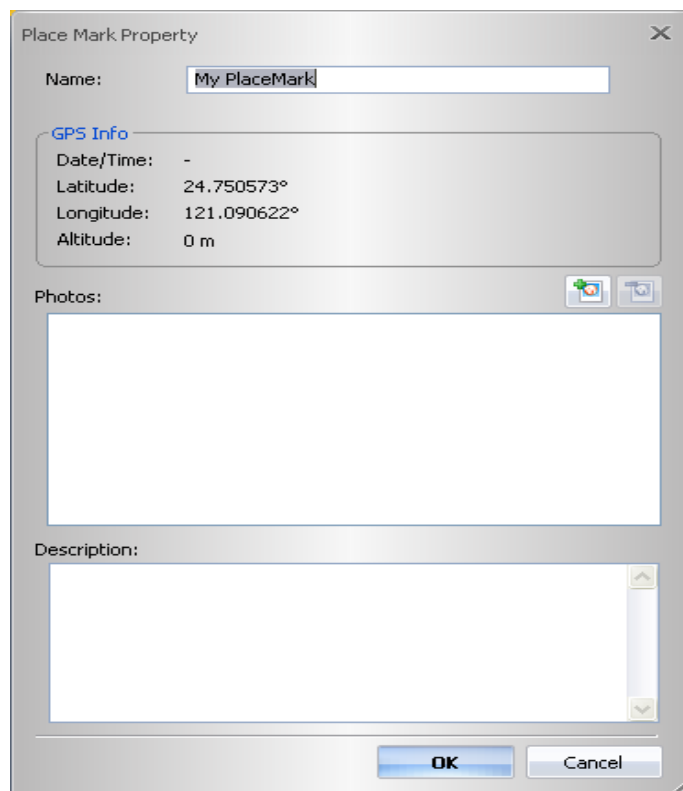 Place Mark Property
Name: My PlaceMark
GPS Info
Date/Time: -
Latitude: 24.750573°
Longitude: 121.090622°
Altitude: 0 m
Photos:
Description:
OK Cancel